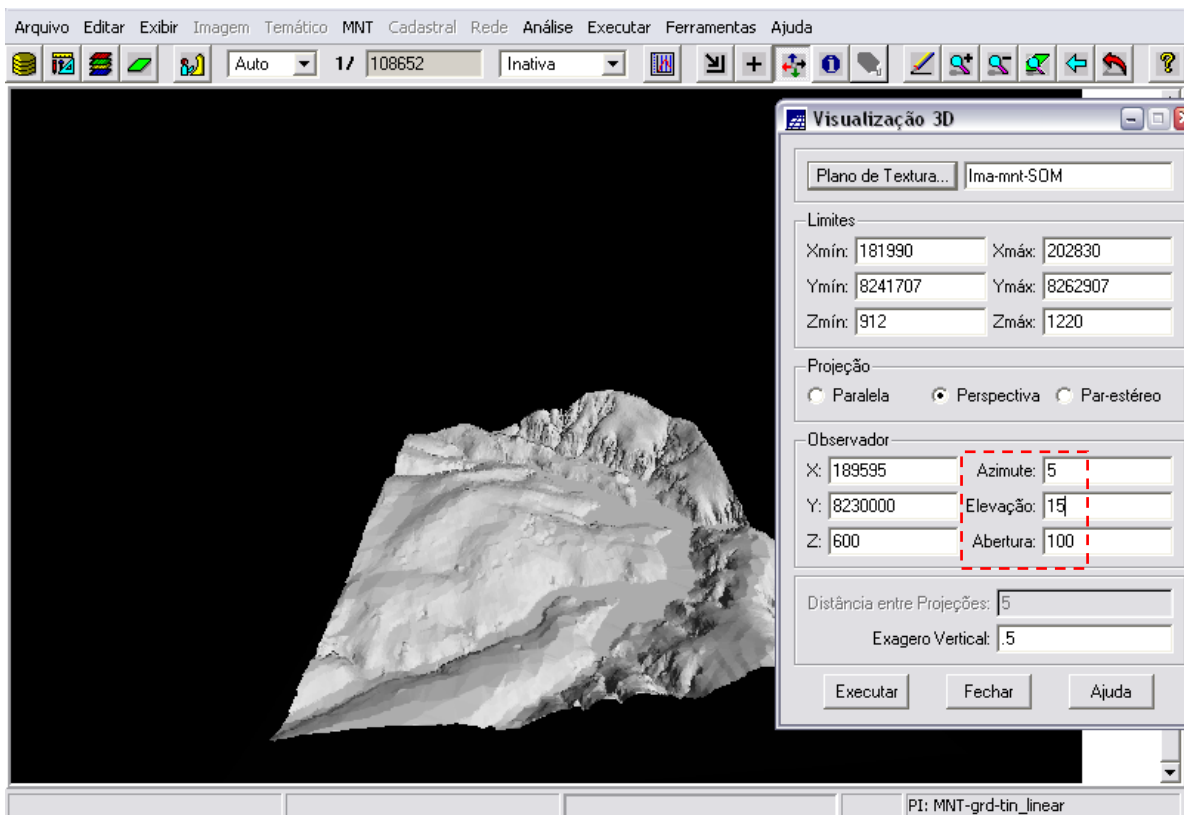 Arquivo Editar Exibir Imagem Temático MNT Cadastral Rede Análise Executar Ferramentas Ajuda
Auto 1/ 108652 Inativa
Visualização 3D
Plano de Textura... Ima-mnt-SOM
Limites
Xmín: 181990 Xmáx: 202830
Ymín: 8241707 Ymáx: 8262907
Zmín: 912 Zmáx: 1220
Projeção
Paralela Perspectiva Par-estéreo
Observador
X: 189595 Azimute: 5
Y: 8230000 Elevação: 15
Z: 600 Abertura: 100
Distância entre Projeções: 5
Exagero Vertical: .5
Executar Fechar Ajuda
PI: MNT-grd-tin_linear